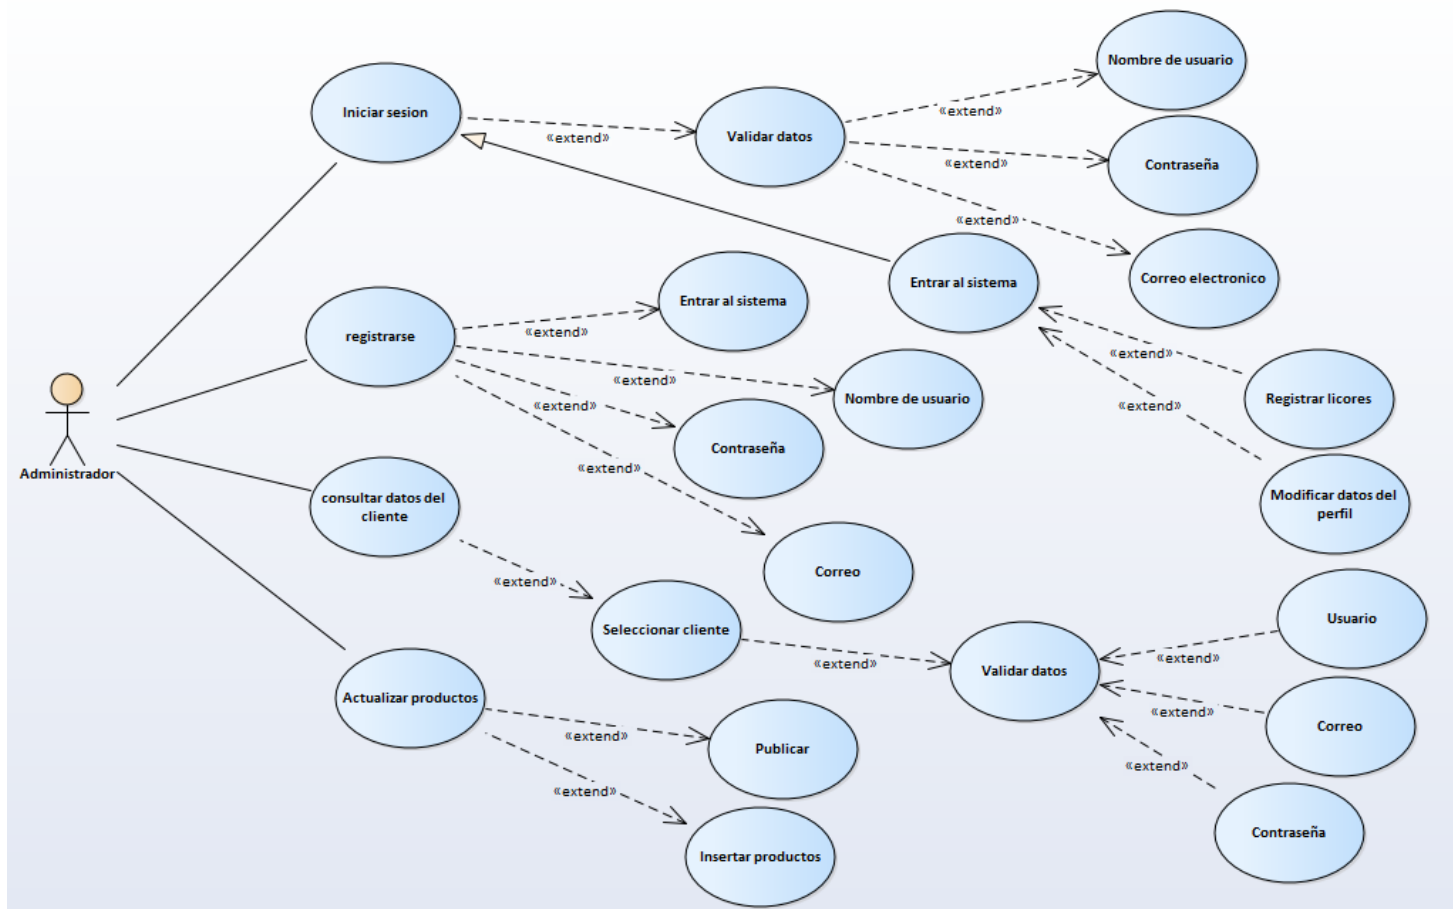 Nombre de usuario
Iniciar sesion
«extend»
Validar datos
«extend»
«extend»
Contraseña
«extend»
Correo electronico
Entrar al sistema
Entrar al sistema
registrarse
«extend»
«extend»
Nombre de usuario
«extend»
Contraseña
«extend»
Correo
«extend»
Registrar licores
«extend»
Modificar datos del
perfil
Administrador
consultar datos del
cliente
«extend»
Seleccionar cliente
«extend»
Validar datos
«extend»
Usuario
«extend»
Correo
«extend»
Contraseña
Actualizar productos
«extend»
Publicar
«extend»
Insertar productos